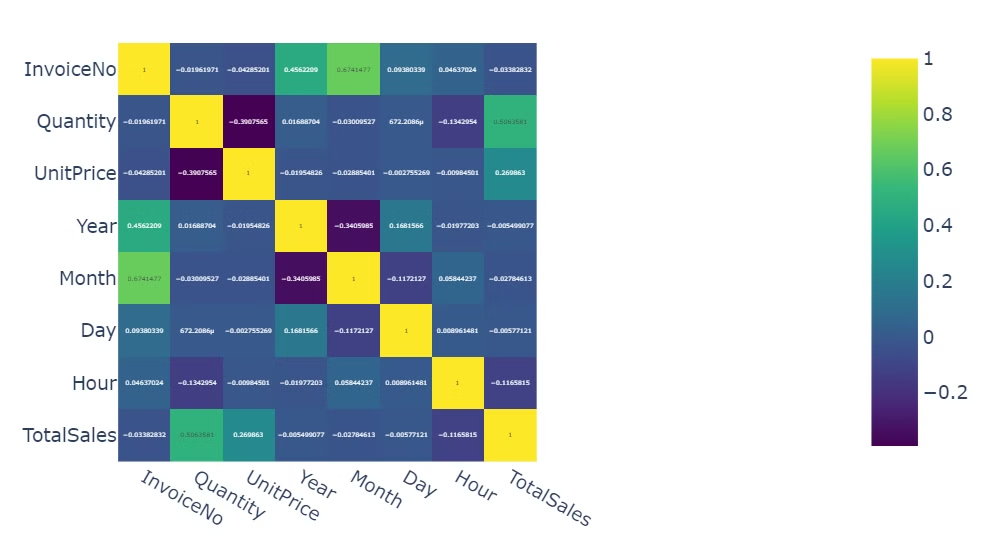 InvoiceNo 1 −0.01961971 −0.04285201 0.4562209 0.6741477 0.09380339 0.04637024 −0.03382832
Quantity −0.01961971 1 −0.3907565 0.01688704 −0.03009527 672.2086μ −0.1342954 0.5063581
UnitPrice −0.04285201 −0.3907565 1 −0.01954826 −0.02885401 −0.002755269 −0.00984501 0.269863
Year 0.4562209 0.01688704 −0.01954826 1 −0.3405985 0.1681566 −0.01977203 −0.005499077
Month 0.6741477 −0.03009527 −0.02885401 −0.3405985 1 −0.1172127 0.05844237 −0.02784613
Day 0.09380339 672.2086μ −0.002755269 0.1681566 −0.1172127 1 0.008961481 −0.00577121
Hour 0.04637024 −0.1342954 −0.00984501 −0.01977203 0.05844237 0.008961481 1 −0.1165815
TotalSales −0.03382832 0.5063581 0.269863 −0.005499077 −0.02784613 −0.00577121 −0.1165815 1
InvoiceNo Quantity UnitPrice Year Month Day Hour TotalSales
1
0.8
0.6
0.4
0.2
0
−0.2